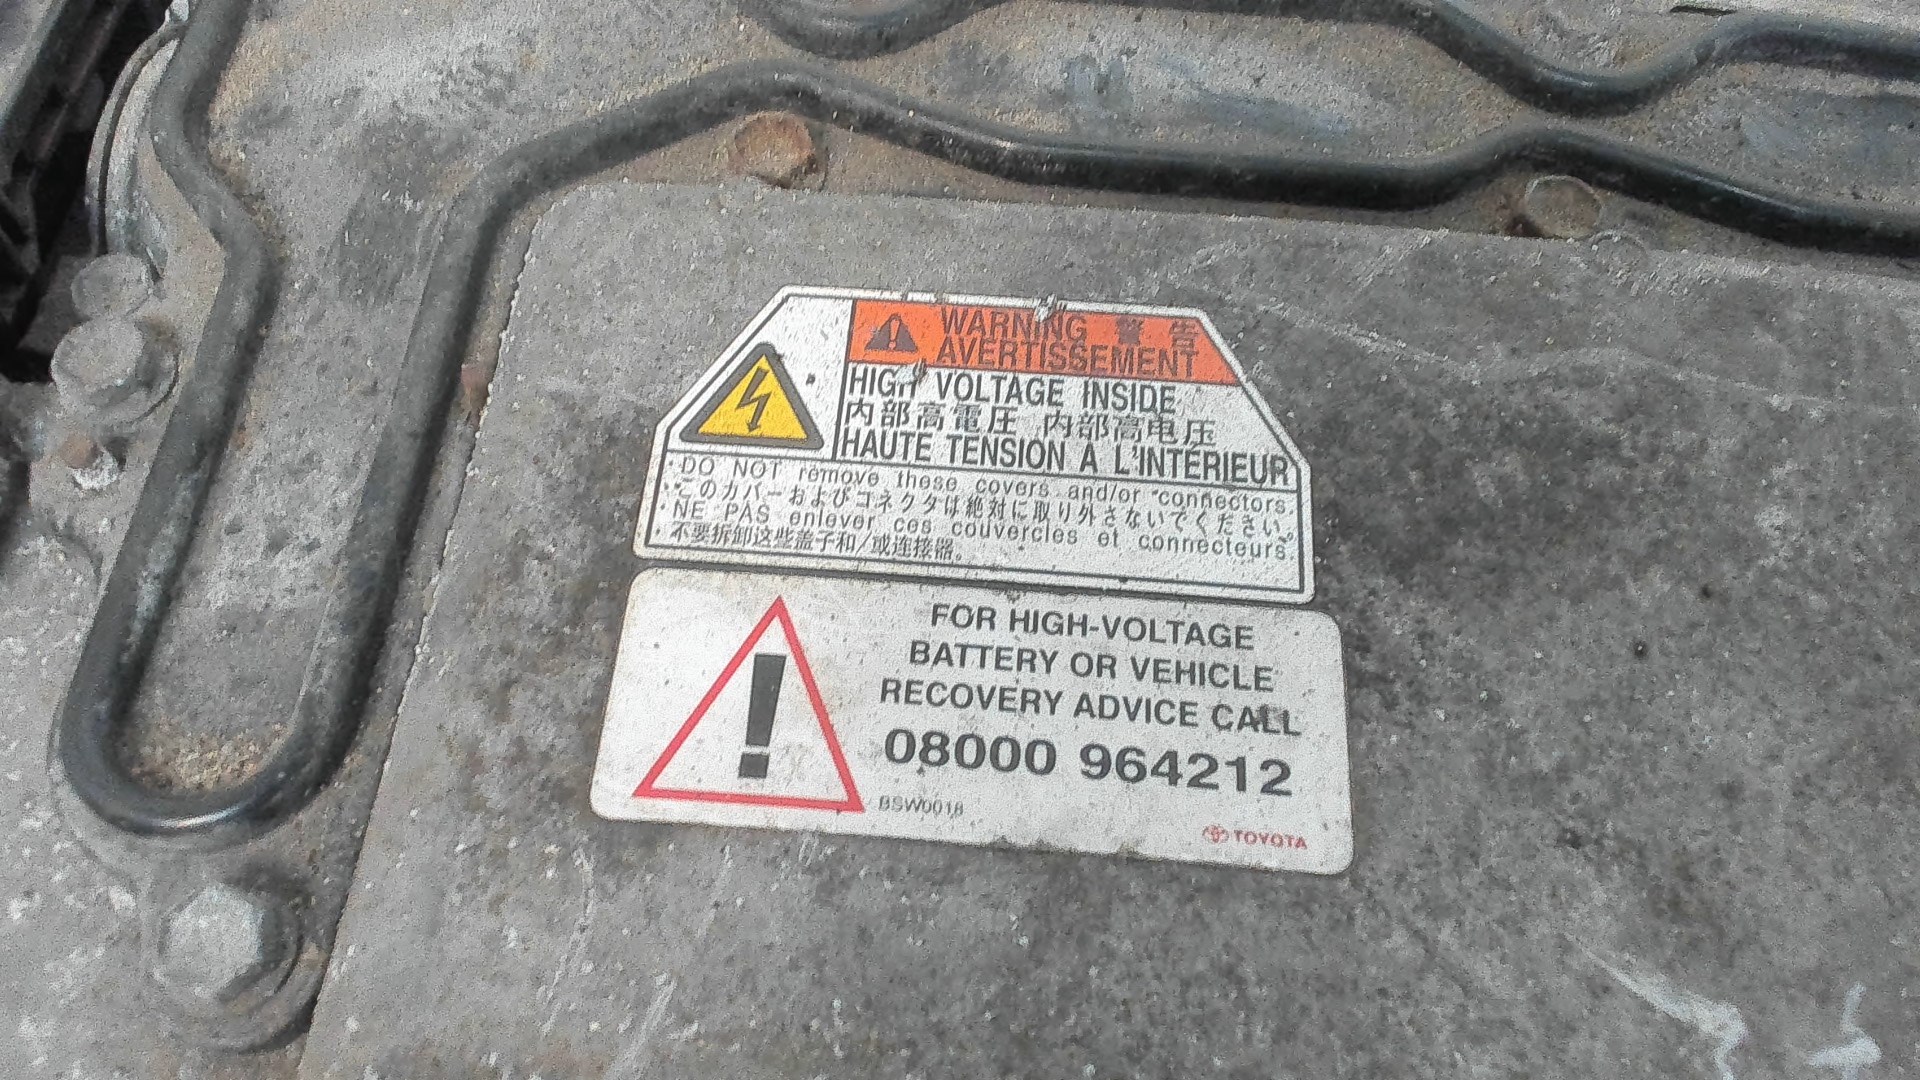 WARNING 警告
AVERTISSEMENT
HIGH VOLTAGE INSIDE
内部高電圧 内部高电压
HAUTE TENSION À L'INTÉRIEUR
・DO NOT remove these covers and/or connectors.
・このカバーおよびコネクタは絶対に取り外さないでください。
・NE PAS enlever ces couvercles et connecteurs.
・不要拆卸这些盖子和/或连接器。
FOR HIGH-VOLTAGE
BATTERY OR VEHICLE
RECOVERY ADVICE CALL
08000 964212
BSW0018
TOYOTA